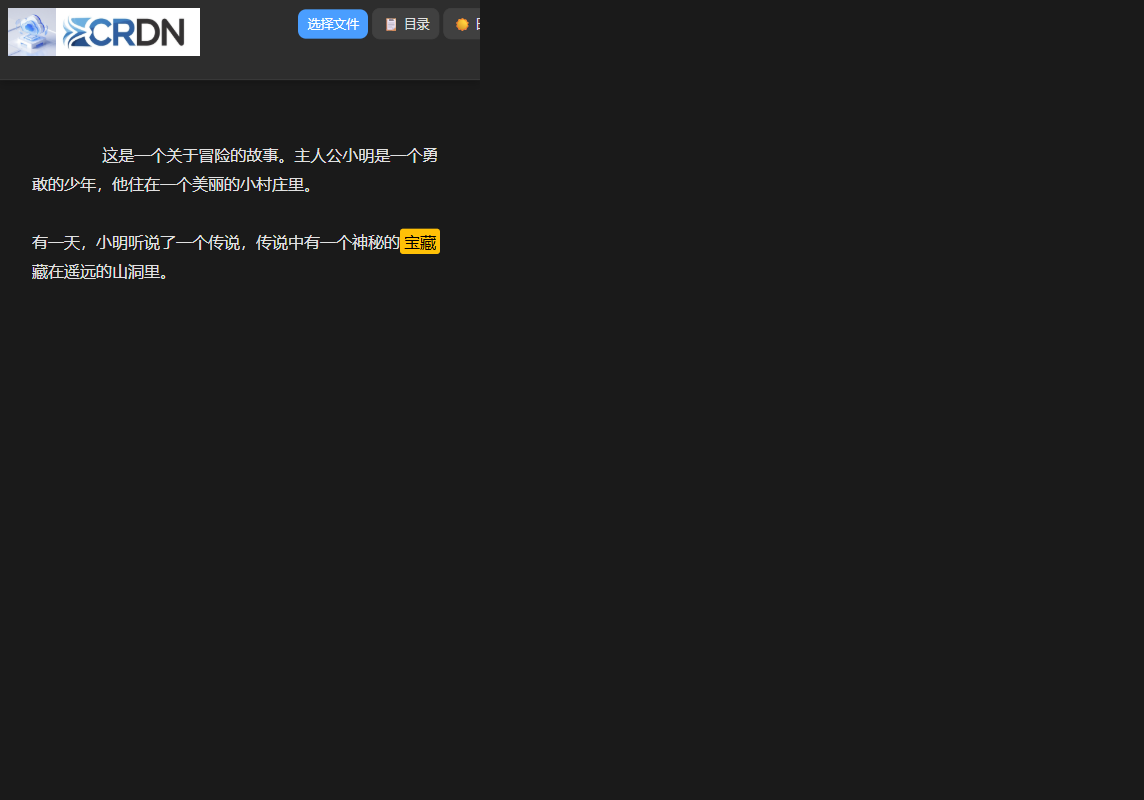 CRDN
选择文件
目录
这是一个关于冒险的故事。主人公小明是一个勇
敢的少年，他住在一个美丽的小村庄里。
有一天，小明听说了一个传说，传说中有一个神秘的宝藏
藏在遥远的山洞里。